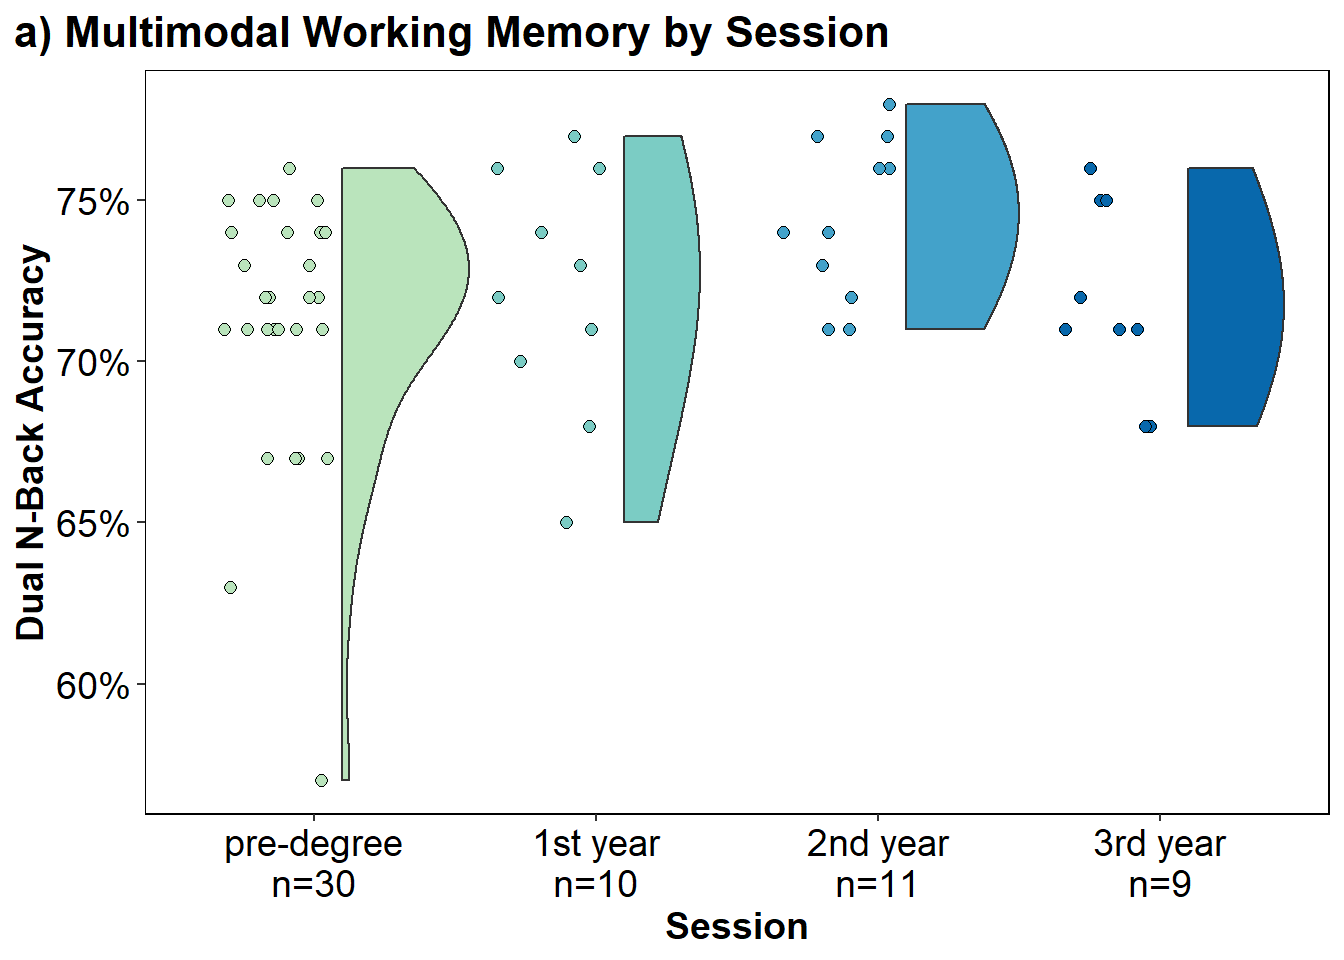 a) Multimodal Working Memory by Session
Dual N-Back Accuracy
75%
70%
65%
60%
pre-degree
n=30
1st year
n=10
2nd year
n=11
3rd year
n=9
Session